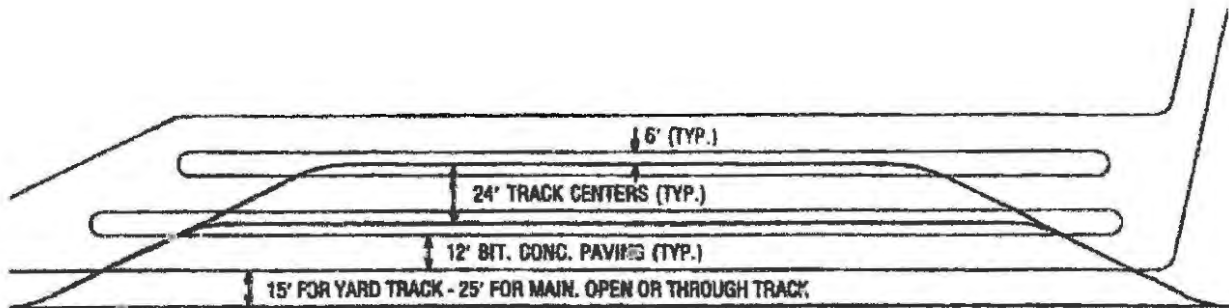 6' (TYP.)
24' TRACK CENTERS (TYP.)
12' BIT. CONC. PAVING (TYP.)
15' FOR YARD TRACK - 25' FOR MAIN. OPEN OR THROUGH TRACK